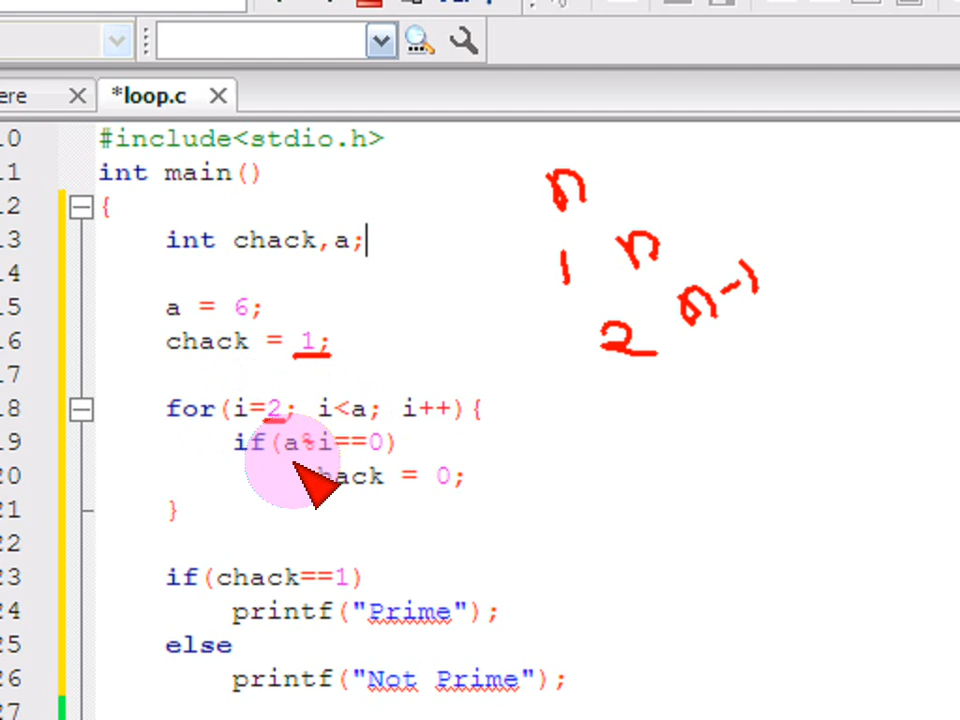 ere
*loop.c
10 #include<stdio.h>
11 int main()
12 {
13 int chack,a;
14
15 a = 6;
16 chack = 1;
17
18 for(i=2; i<a; i++){
19 if(a%i==0)
20 chack = 0;
21 }
22
23 if(chack==1)
24 printf("Prime");
25 else
26 printf("Not Prime");
27
n
1 n
2 n-1